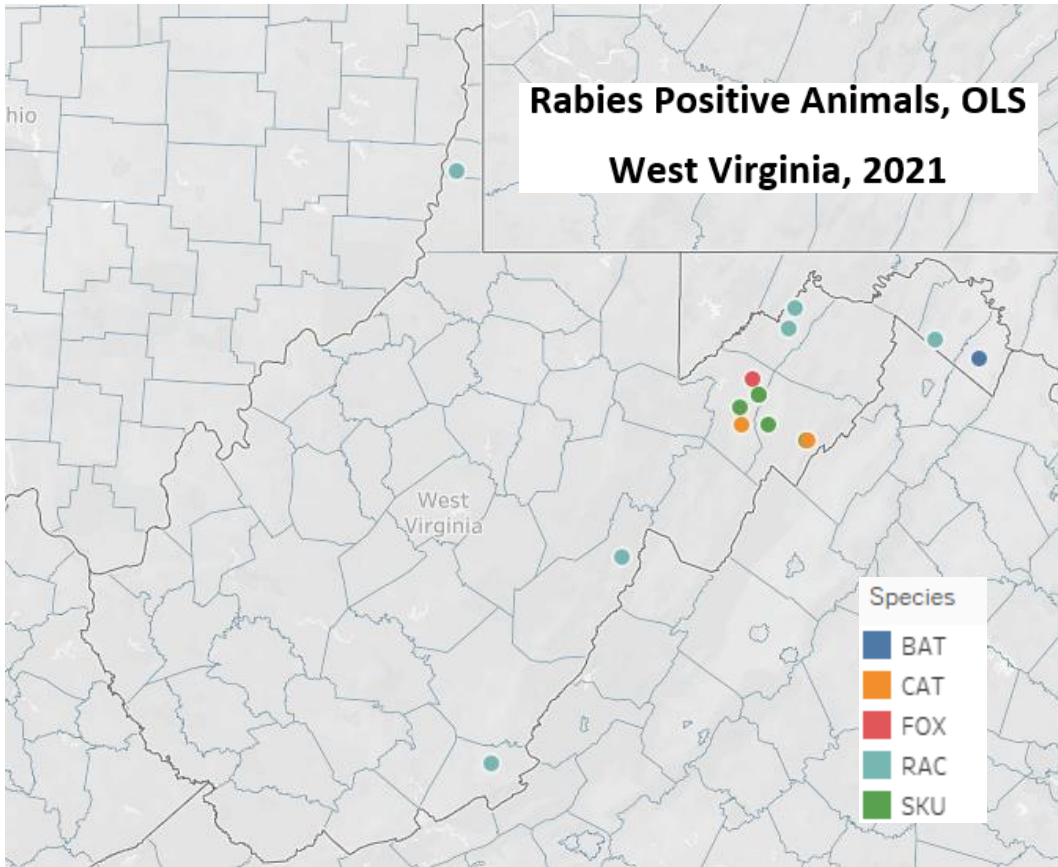 Rabies Positive Animals, OLS
West Virginia, 2021
hio
West
Virginia
Species
BAT
CAT
FOX
RAC
SKU